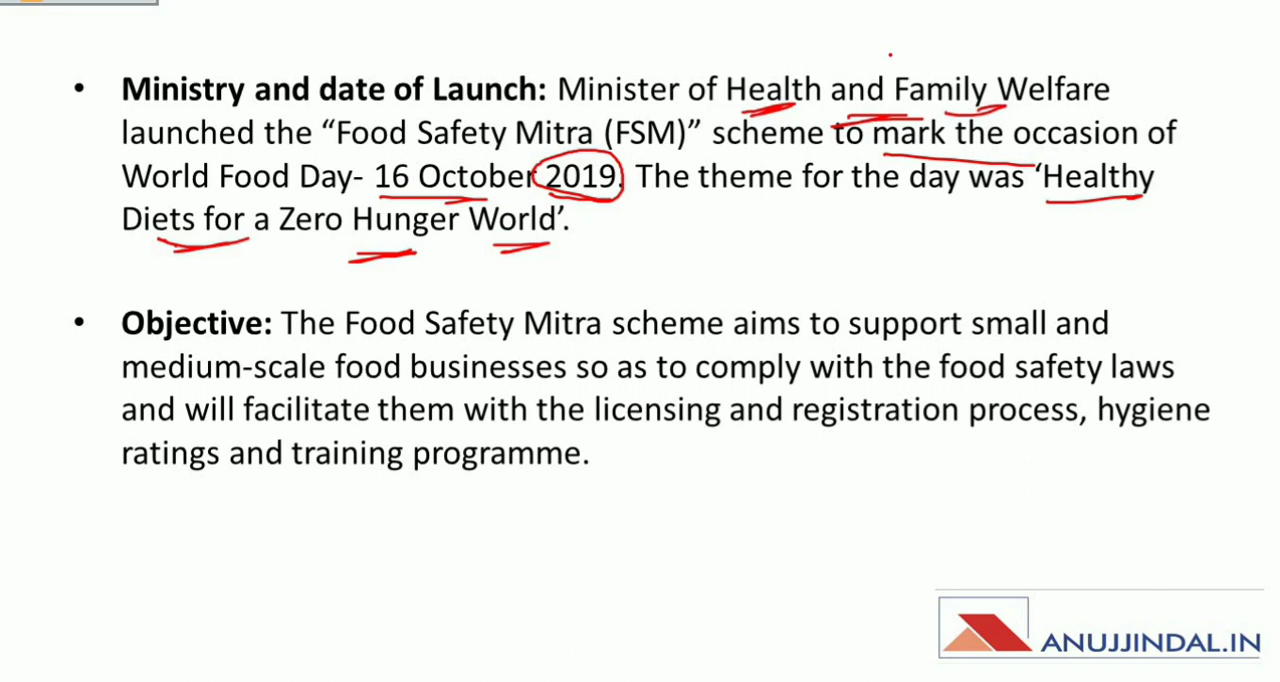 • Ministry and date of Launch: Minister of Health and Family Welfare
launched the “Food Safety Mitra (FSM)” scheme to mark the occasion of
World Food Day- 16 October 2019. The theme for the day was ‘Healthy
Diets for a Zero Hunger World’.
• Objective: The Food Safety Mitra scheme aims to support small and
medium-scale food businesses so as to comply with the food safety laws
and will facilitate them with the licensing and registration process, hygiene
ratings and training programme.
ANUJJINDAL.IN